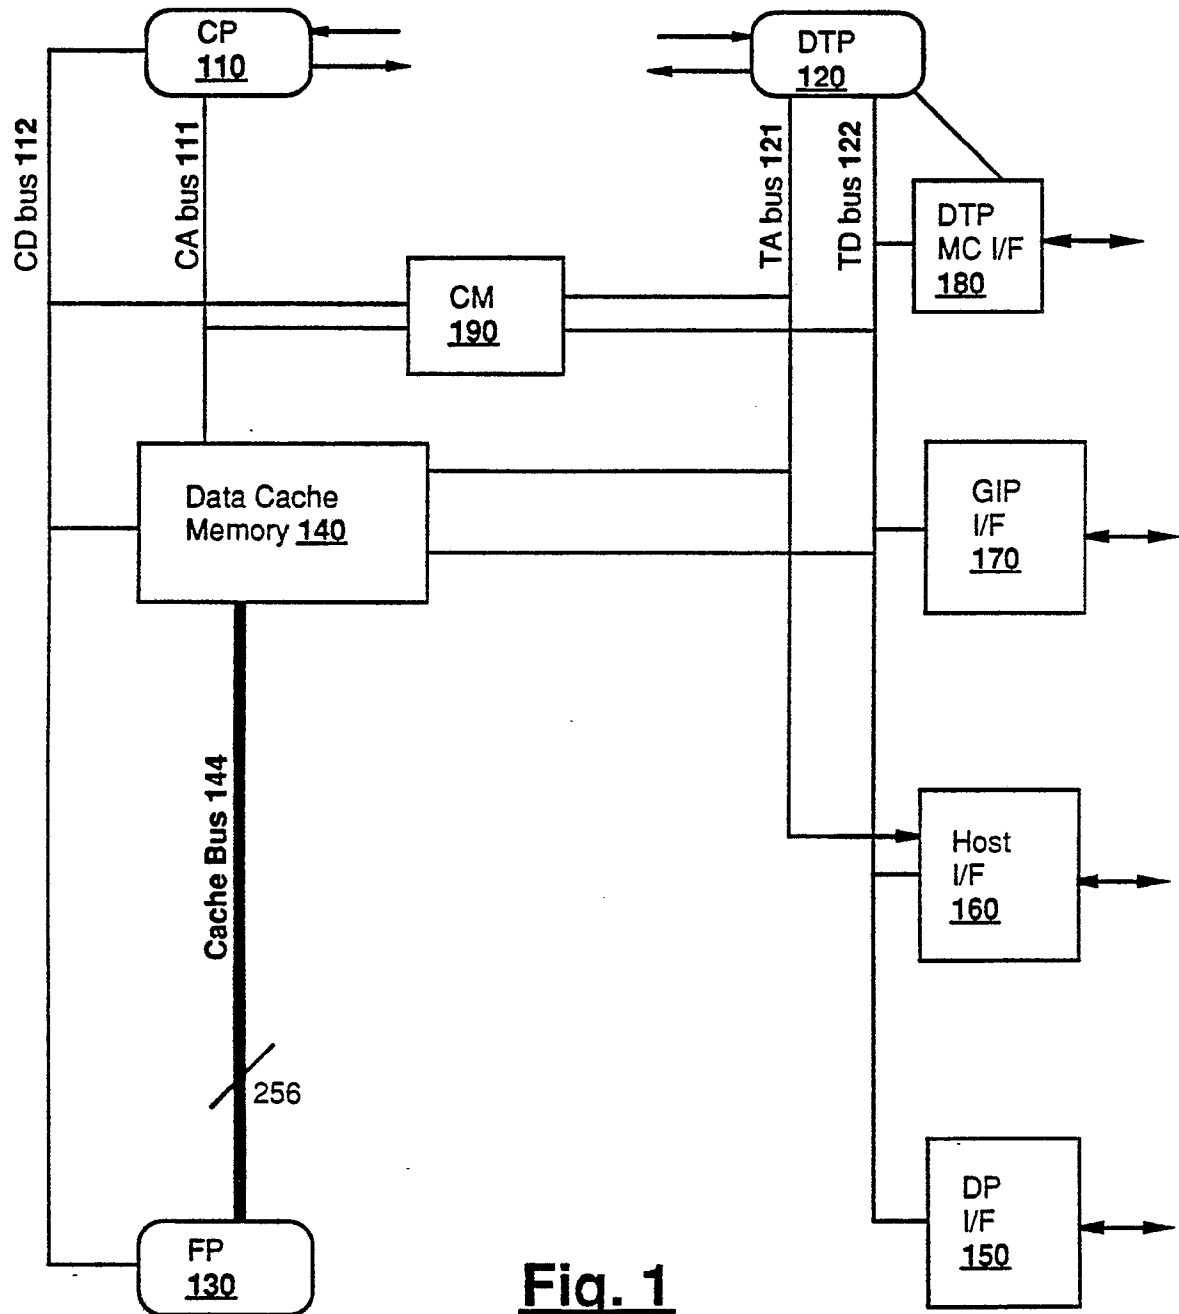 CP
110
DTP
120
CD bus 112
CA bus 111
TA bus 121
TD bus 122
DTP
MC I/F
180
CM
190
Data Cache
Memory 140
GIP
I/F
170
Cache Bus 144
Host
I/F
160
256
DP
I/F
150
FP
130
Fig. 1